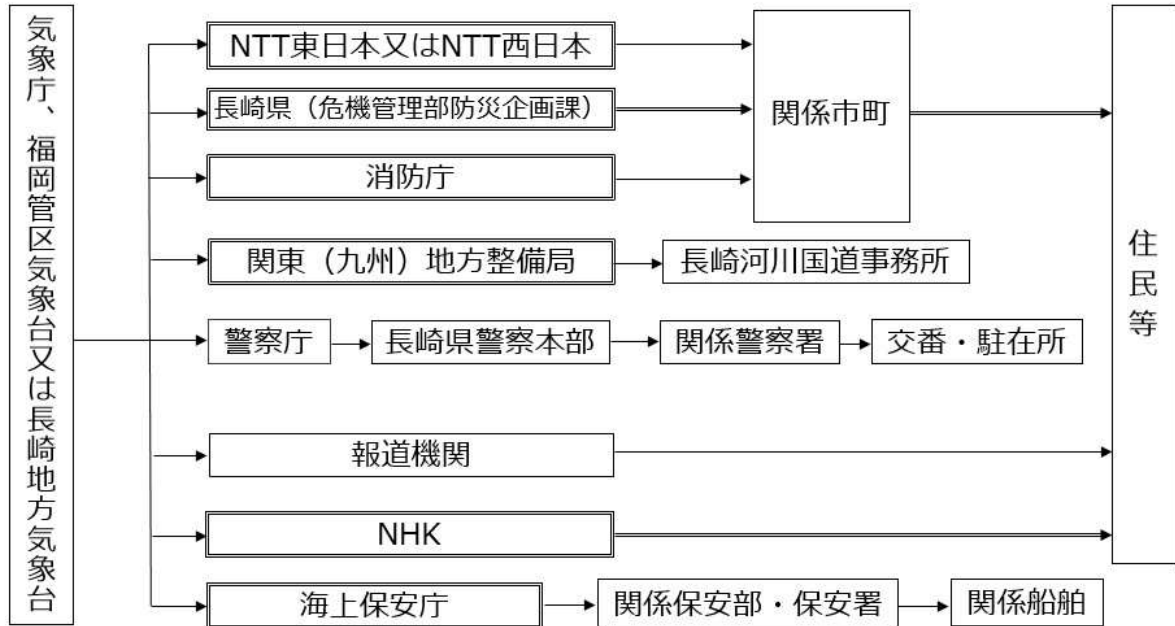 気象庁、福岡管区気象台又は長崎地方気象台
NTT東日本又はNTT西日本
長崎県（危機管理部防災企画課）
消防庁
関係市町
関東（九州）地方整備局
長崎河川国道事務所
警察庁
長崎県警察本部
関係警察署
交番・駐在所
報道機関
NHK
海上保安庁
関係保安部・保安署
関係船舶
住民等